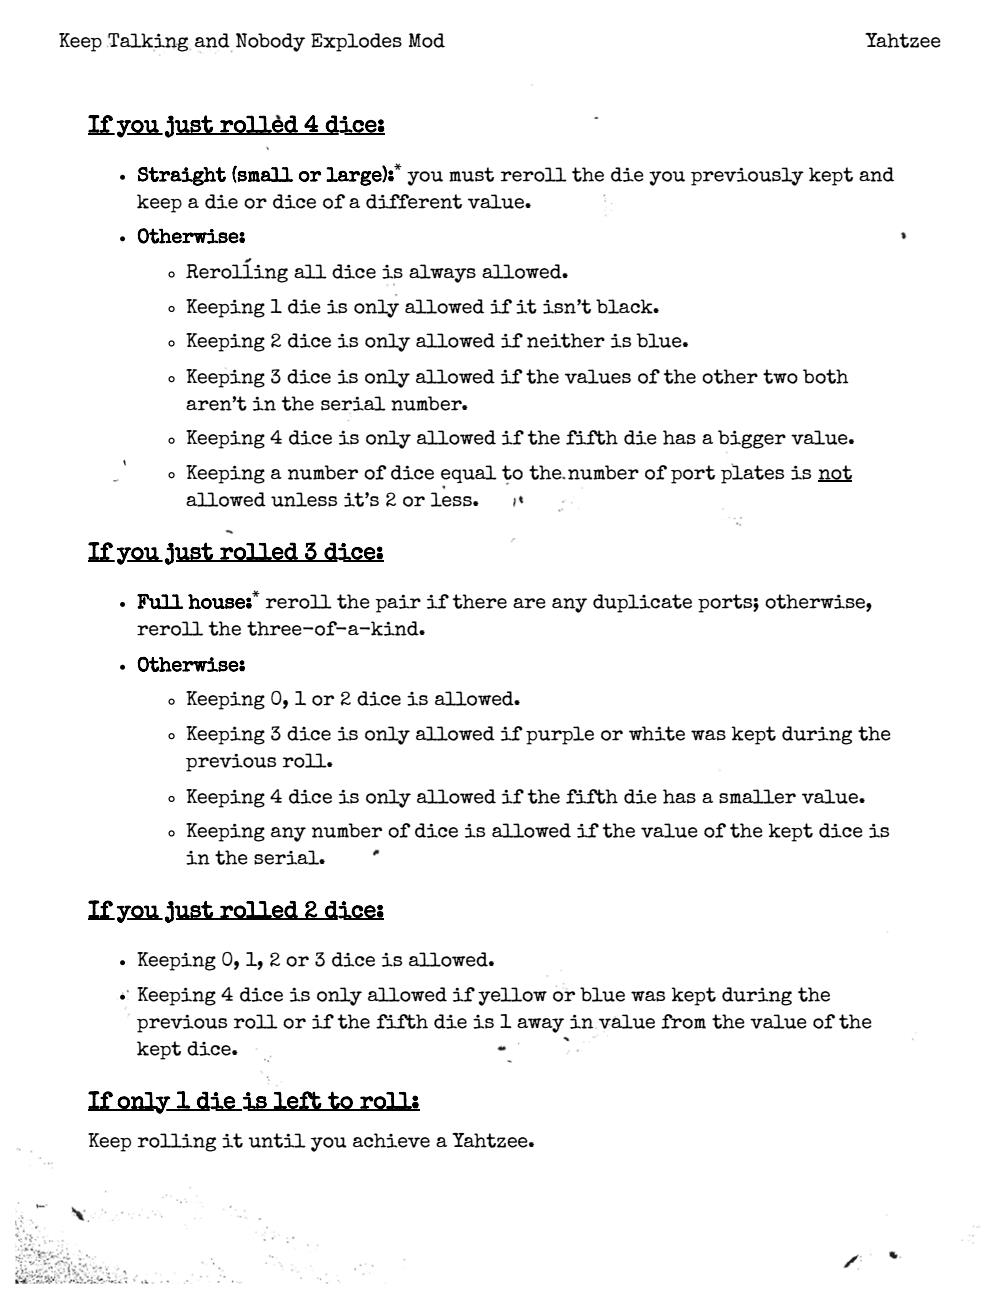 Keep Talking and Nobody Explodes Mod Yahtzee
If you just rolled 4 dice:
• Straight (small or large):* you must reroll the die you previously kept and
keep a die or dice of a different value.
• Otherwise:
◦ Rerolling all dice is always allowed.
◦ Keeping 1 die is only allowed if it isn't black.
◦ Keeping 2 dice is only allowed if neither is blue.
◦ Keeping 3 dice is only allowed if the values of the other two both
aren't in the serial number.
◦ Keeping 4 dice is only allowed if the fifth die has a bigger value.
◦ Keeping a number of dice equal to the number of port plates is not
allowed unless it's 2 or less.
If you just rolled 3 dice:
• Full house:* reroll the pair if there are any duplicate ports; otherwise,
reroll the three-of-a-kind.
• Otherwise:
◦ Keeping 0, 1 or 2 dice is allowed.
◦ Keeping 3 dice is only allowed if purple or white was kept during the
previous roll.
◦ Keeping 4 dice is only allowed if the fifth die has a smaller value.
◦ Keeping any number of dice is allowed if the value of the kept dice is
in the serial.
If you just rolled 2 dice:
• Keeping 0, 1, 2 or 3 dice is allowed.
• Keeping 4 dice is only allowed if yellow or blue was kept during the
previous roll or if the fifth die is 1 away in value from the value of the
kept dice.
If only 1 die is left to roll:
Keep rolling it until you achieve a Yahtzee.